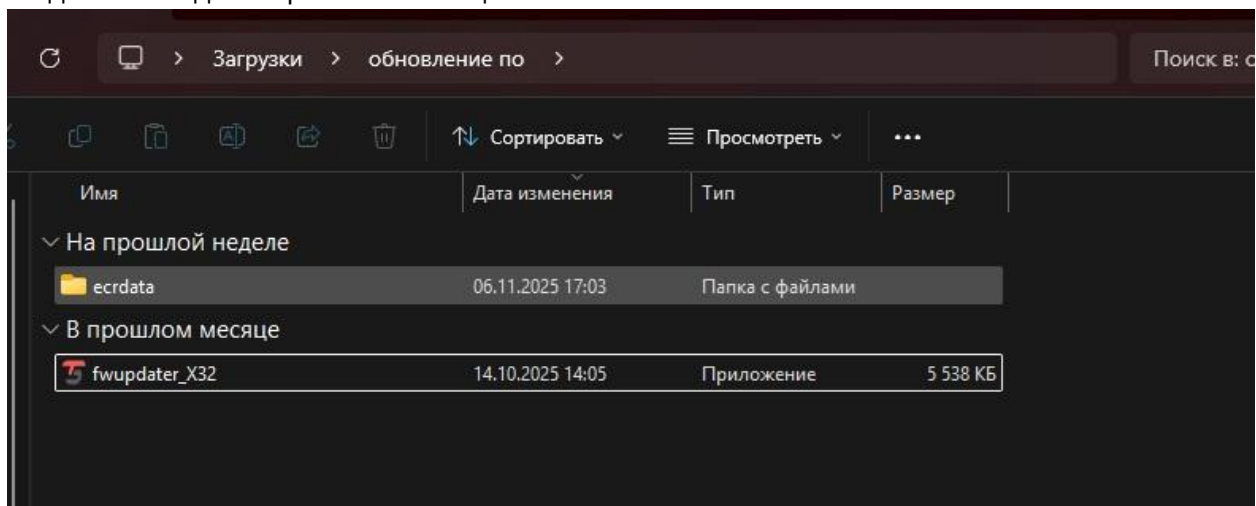 Загрузки > обновление по >
Поиск в:
Сортировать
Просмотреть
...
Имя Дата изменения Тип Размер
На прошлой неделе
ecrdata 06.11.2025 17:03 Папка с файлами
В прошлом месяце
fwupdater_X32 14.10.2025 14:05 Приложение 5 538 КБ